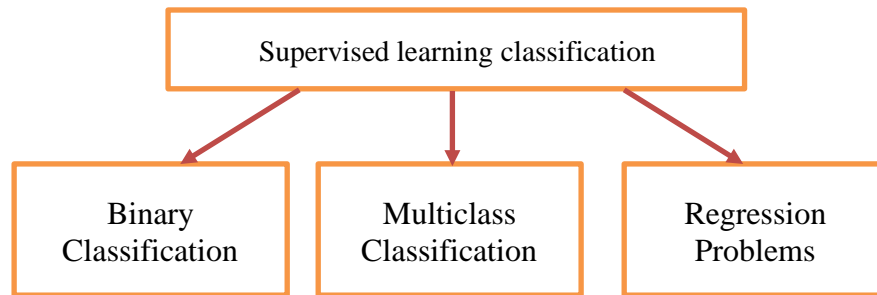 Supervised learning classification
Binary
Classification
Multiclass
Classification
Regression
Problems